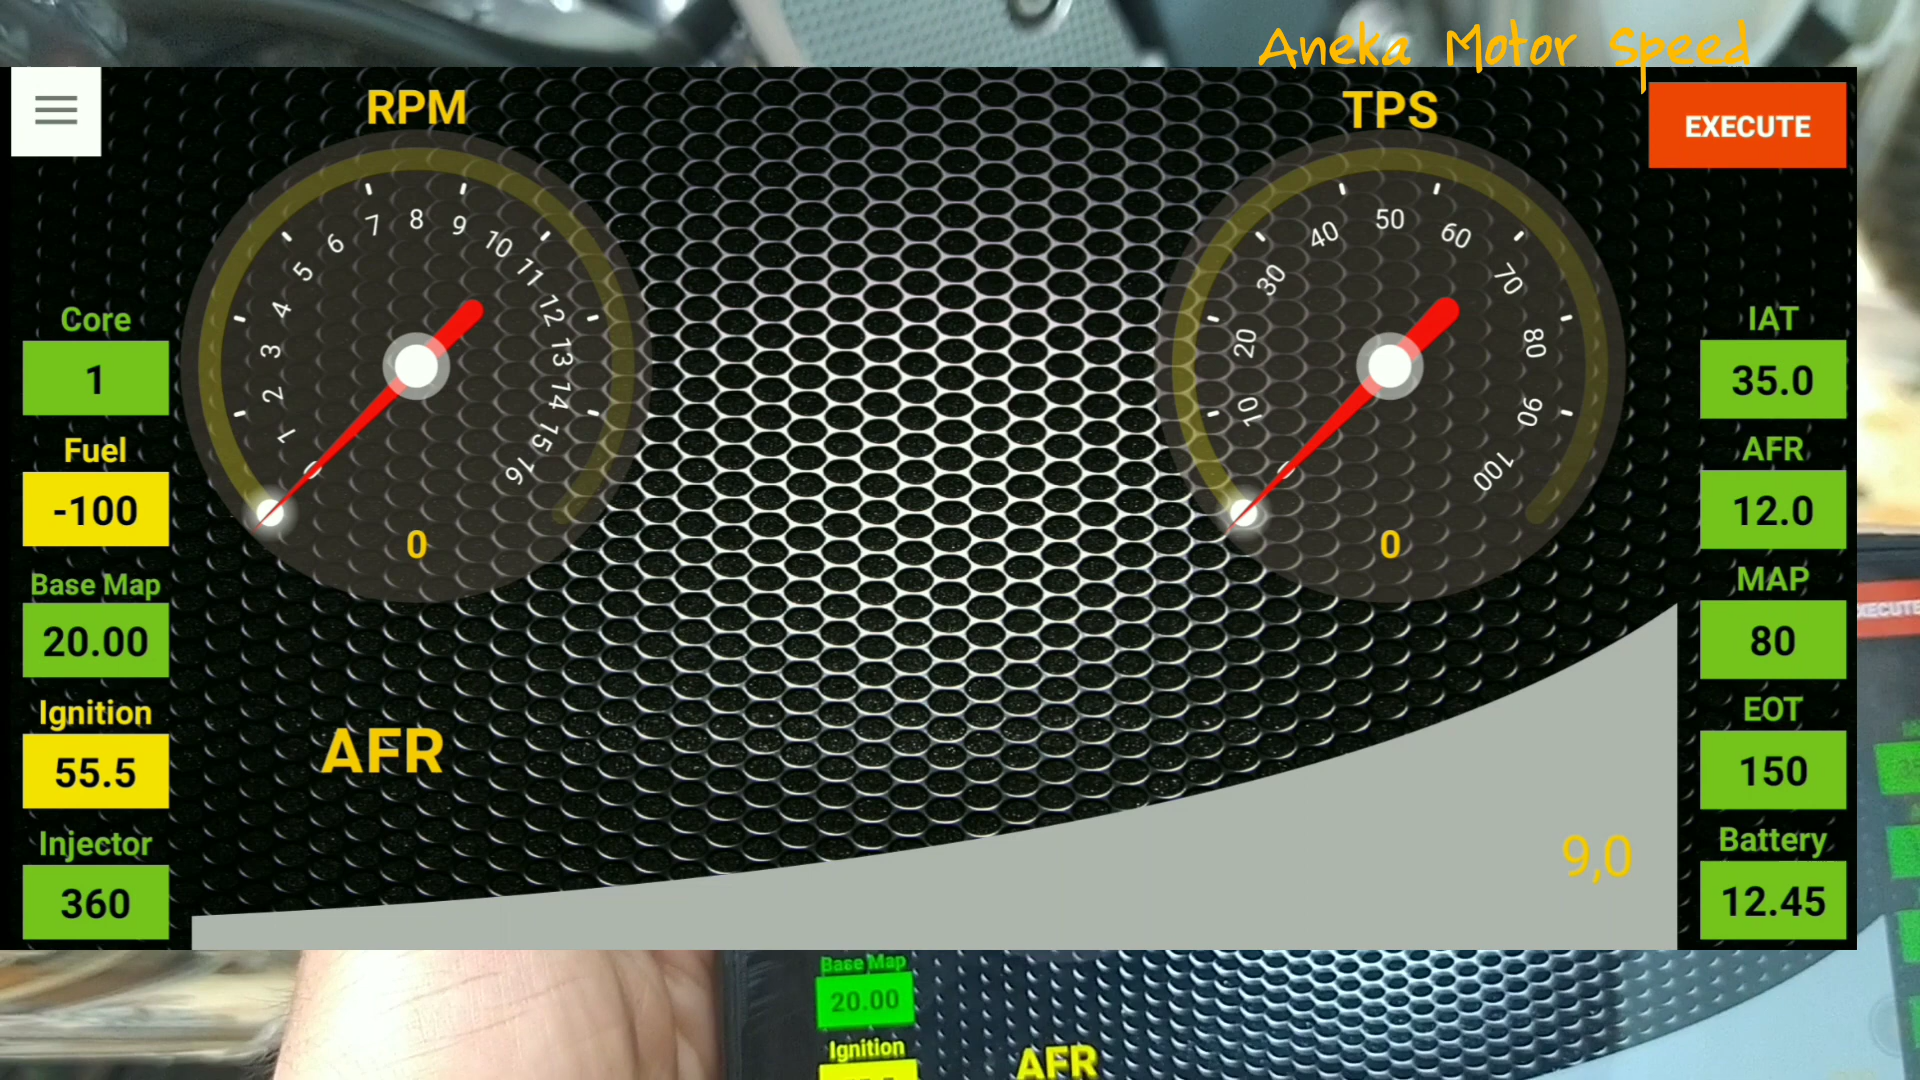 Aneka Motor Speed
RPM
TPS
EXECUTE
0
1
2
3
4
5
6
7
8
9
10
11
12
13
14
15
16
0
0
10
20
30
40
50
60
70
80
90
100
0
Core
1
Fuel
-100
Base Map
20.00
Ignition
55.5
Injector
360
IAT
35.0
AFR
12.0
MAP
80
EOT
150
Battery
12.45
AFR
9,0
Base Map
20.00
Ignition
AFR